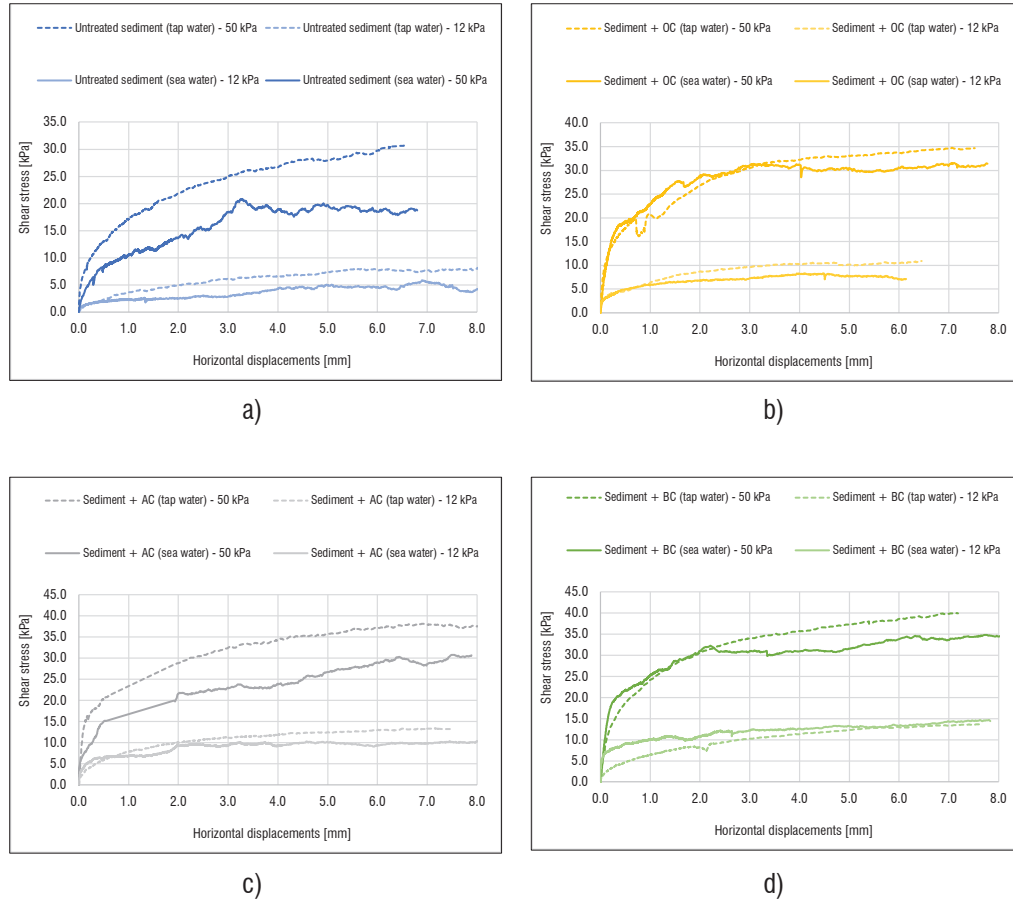 Untreated sediment (tap water) - 50 kPa Untreated sediment (tap water) - 12 kPa
Untreated sediment (sea water) - 12 kPa Untreated sediment (sea water) - 50 kPa
35.0
30.0
25.0
20.0
15.0
10.0
5.0
0.0
Shear stress [kPa]
0.0 1.0 2.0 3.0 4.0 5.0 6.0 7.0 8.0
Horizontal displacements [mm]
a)
Sediment + OC (tap water) - 50 kPa Sediment + OC (tap water) - 12 kPa
Sediment + OC (sea water) - 50 kPa Sediment + OC (sap water) - 12 kPa
40.0
35.0
30.0
25.0
20.0
15.0
10.0
5.0
0.0
Shear stress [kPa]
0.0 1.0 2.0 3.0 4.0 5.0 6.0 7.0 8.0
Horizontal displacements [mm]
b)
Sediment + AC (tap water) - 50 kPa Sediment + AC (tap water) - 12 kPa
Sediment + AC (sea water) - 50 kPa Sediment + AC (sea water) - 12 kPa
45.0
40.0
35.0
30.0
25.0
20.0
15.0
10.0
5.0
0.0
Shear stress [kPa]
0.0 1.0 2.0 3.0 4.0 5.0 6.0 7.0 8.0
Horizontal displacements [mm]
c)
Sediment + BC (tap water) - 50 kPa Sediment + BC (tap water) - 12 kPa
Sediment + BC (sea water) - 50 kPa Sediment + BC (sea water) - 12 kPa
45.0
40.0
35.0
30.0
25.0
20.0
15.0
10.0
5.0
0.0
Shear stress [kPa]
0.0 1.0 2.0 3.0 4.0 5.0 6.0 7.0 8.0
Horizontal displacements [mm]
d)